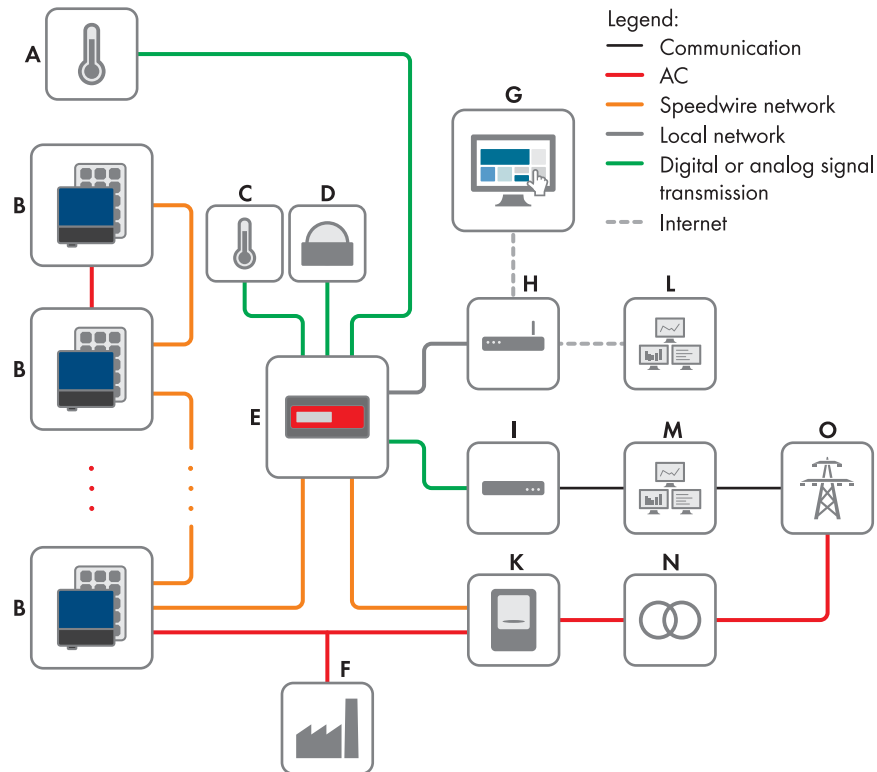 Legend:
Communication
AC
Speedwire network
Local network
Digital or analog signal
transmission
Internet
A
G
B
C
D
H
L
B
E
I
M
O
K
N
B
F